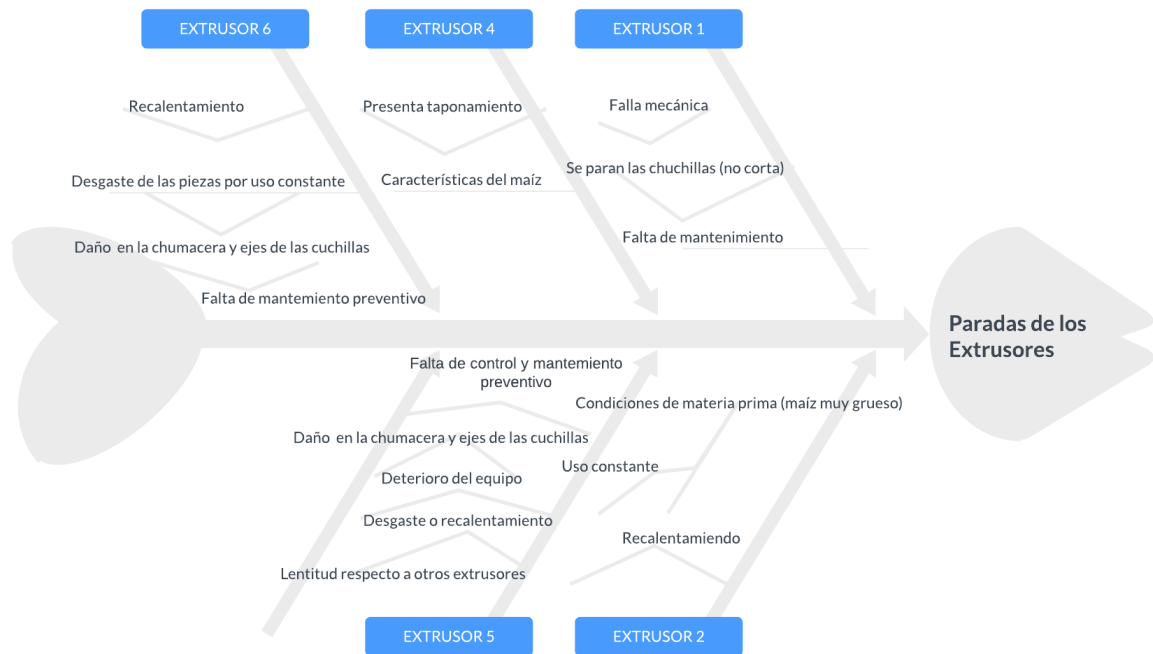 EXTRUSOR 6
EXTRUSOR 4
EXTRUSOR 1
Recalentamiento
Presenta taponamiento
Falla mecánica
Desgaste de las piezas por uso constante
Características del maíz
Se paran las chuchillas (no corta)
Daño en la chumacera y ejes de las cuchillas
Falta de mantenimiento
Falta de mantemiento preventivo
Paradas de los
Extrusores
Falta de control y mantemiento
preventivo
Condiciones de materia prima (maíz muy grueso)
Daño en la chumacera y ejes de las cuchillas
Uso constante
Deterioro del equipo
Desgaste o recalentamiento
Recalentamiendo
Lentitud respecto a otros extrusores
EXTRUSOR 5
EXTRUSOR 2